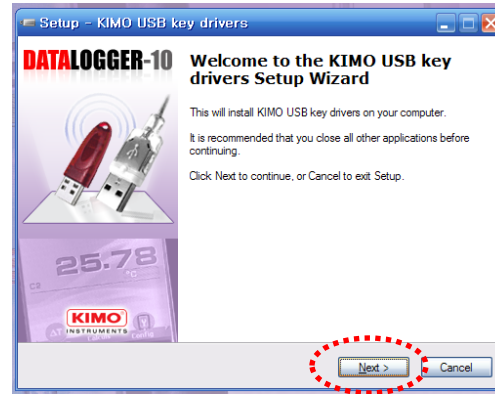 Setup - KIMO USB key drivers
DATALOGGER-10
Welcome to the KIMO USB key
drivers Setup Wizard
This will install KIMO USB key drivers on your computer.
It is recommended that you close all other applications before
continuing.
Click Next to continue, or Cancel to exit Setup.
25.78
°C
KIMO
INSTRUMENTS
Next >
Cancel